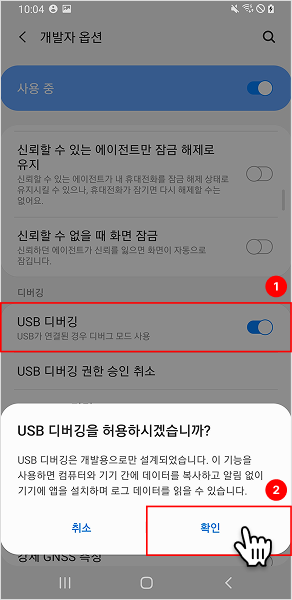 10:04
개발자 옵션
사용 중
신뢰할 수 있는 에이전트만 잠금 해제로
유지
신뢰할 수 있는 에이전트가 내 휴대전화를 잠금 해제 상태로
유지시킬 수 있으나, 휴대전화가 잠기면 다시 해제할 수는
없어요.
신뢰할 수 없을 때 화면 잠금
신뢰하던 에이전트가 신뢰를 잃으면 화면이 자동으로
잠깁니다.
디버깅
1
USB 디버깅
USB가 연결된 경우 디버그 모드 사용
USB 디버깅 권한 승인 취소
USB 디버깅을 허용하시겠습니까?
USB 디버깅은 개발용으로만 설계되었습니다. 이 기능을
사용하면 컴퓨터와 기기 간에 데이터를 복사하고 알림 없이
기기에 앱을 설치하며 로그 데이터를 읽을 수 있습니다.
2
취소
확인
강제 GNSS 측정